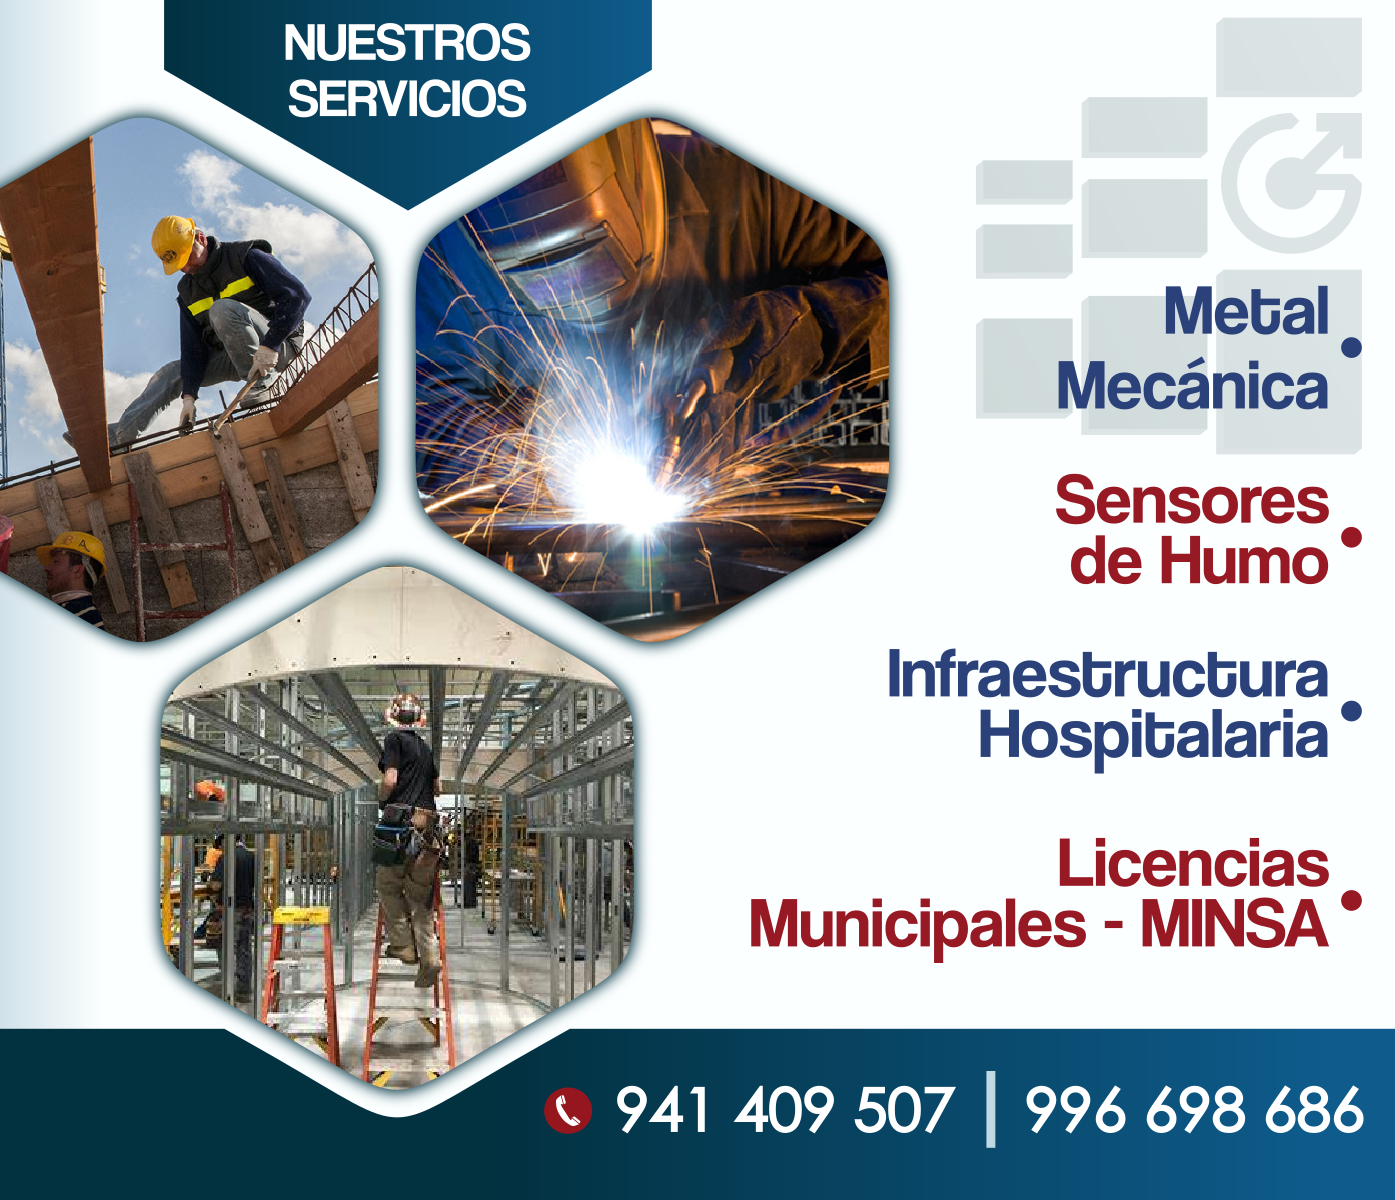 NUESTROS
SERVICIOS
Metal
Mecánica
Sensores
de Humo
Infraestructura
Hospitalaria
Licencias
Municipales - MINSA
941 409 507 | 996 698 686